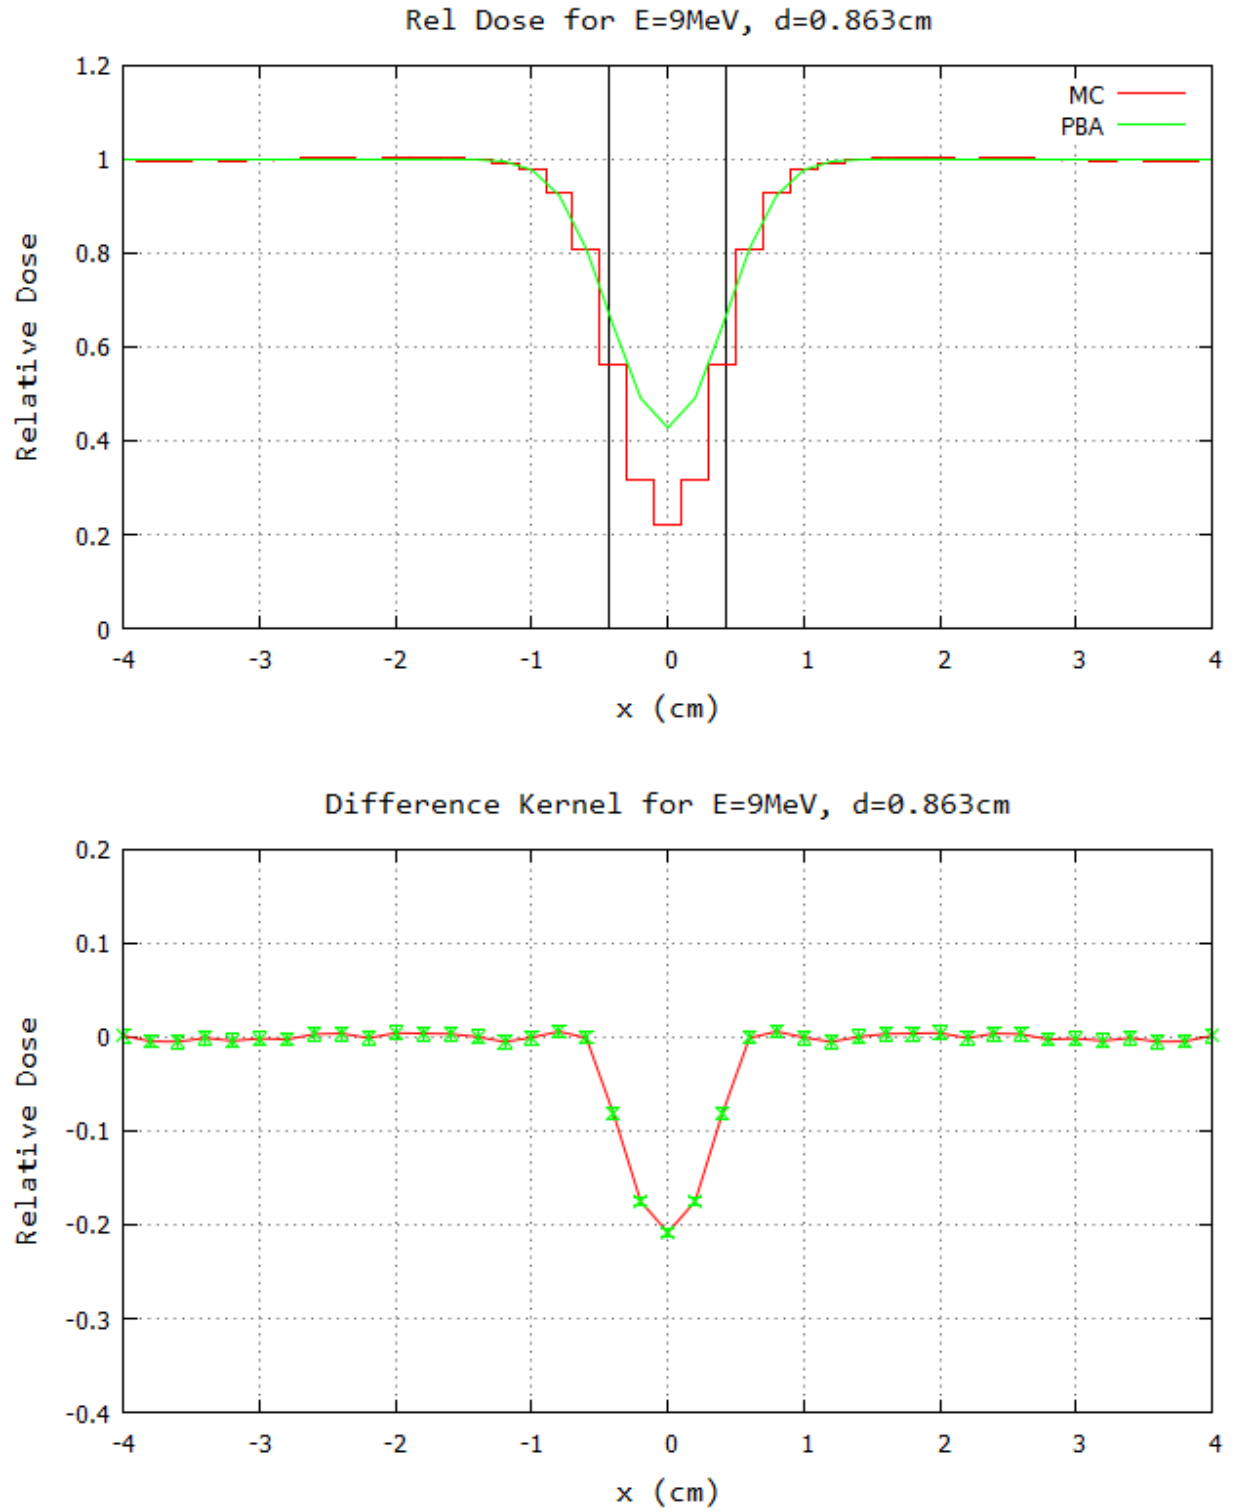 Rel Dose for E=9MeV, d=0.863cm
1.2
MC
PBA
1
0.8
0.6
0.4
0.2
0
Relative Dose
-4 -3 -2 -1 0 1 2 3 4
x (cm)
Difference Kernel for E=9MeV, d=0.863cm
0.2
0.1
0
-0.1
-0.2
-0.3
-0.4
Relative Dose
-4 -3 -2 -1 0 1 2 3 4
x (cm)